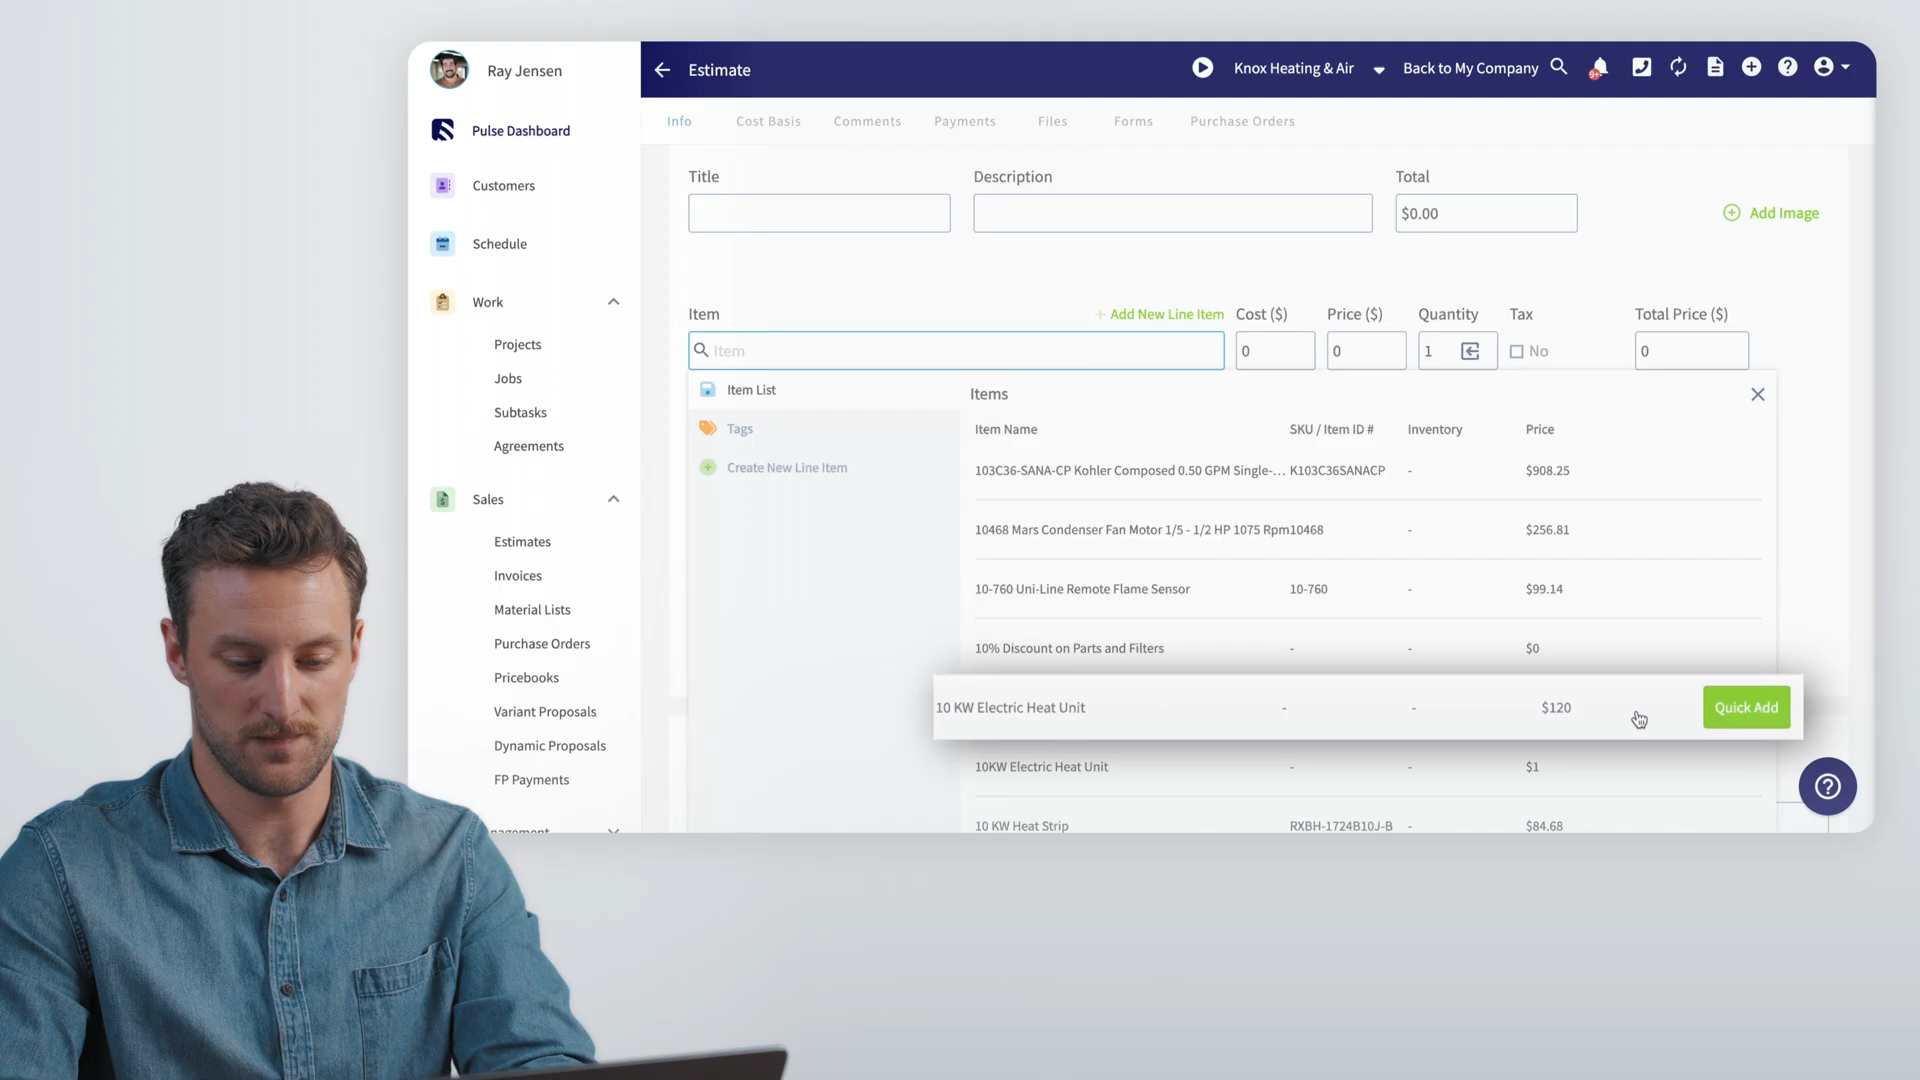 Ray Jensen
Estimate
Knox Heating & Air
Back to My Company
9+
Pulse Dashboard
Customers
Schedule
Work
Projects
Jobs
Subtasks
Agreements
Sales
Estimates
Invoices
Material Lists
Purchase Orders
Pricebooks
Variant Proposals
Dynamic Proposals
FP Payments
Info Cost Basis Comments Payments Files Forms Purchase Orders
Title Description Total
$0.00
Add Image
Item + Add New Line Item Cost ($) Price ($) Quantity Tax Total Price ($)
Item 0 0 1 No 0
Item List
Tags
Create New Line Item
Items
Item Name SKU / Item ID # Inventory Price
103C36-SANA-CP Kohler Composed 0.50 GPM Single-... K103C36SANACP - $908.25
10468 Mars Condenser Fan Motor 1/5 - 1/2 HP 1075 Rpm 10468 - $256.81
10-760 Uni-Line Remote Flame Sensor 10-760 - $99.14
10% Discount on Parts and Filters - - $0
10 KW Electric Heat Unit - - $120 Quick Add
10KW Electric Heat Unit - - $1
10 KW Heat Strip RXBH-1724B10J-B - $84.68